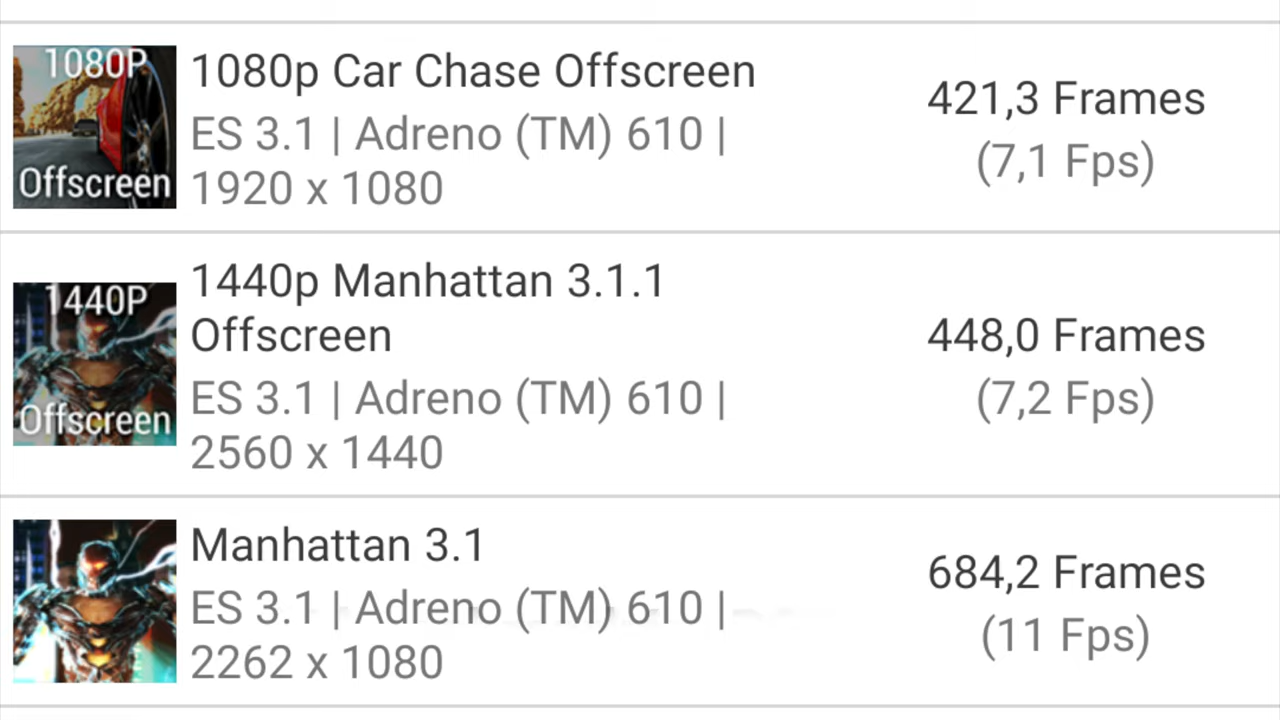 1080P
Offscreen
1080p Car Chase Offscreen
ES 3.1 | Adreno (TM) 610 |
1920 x 1080
421,3 Frames
(7,1 Fps)
1440P
Offscreen
1440p Manhattan 3.1.1
Offscreen
ES 3.1 | Adreno (TM) 610 |
2560 x 1440
448,0 Frames
(7,2 Fps)
Manhattan 3.1
ES 3.1 | Adreno (TM) 610 |
2262 x 1080
684,2 Frames
(11 Fps)